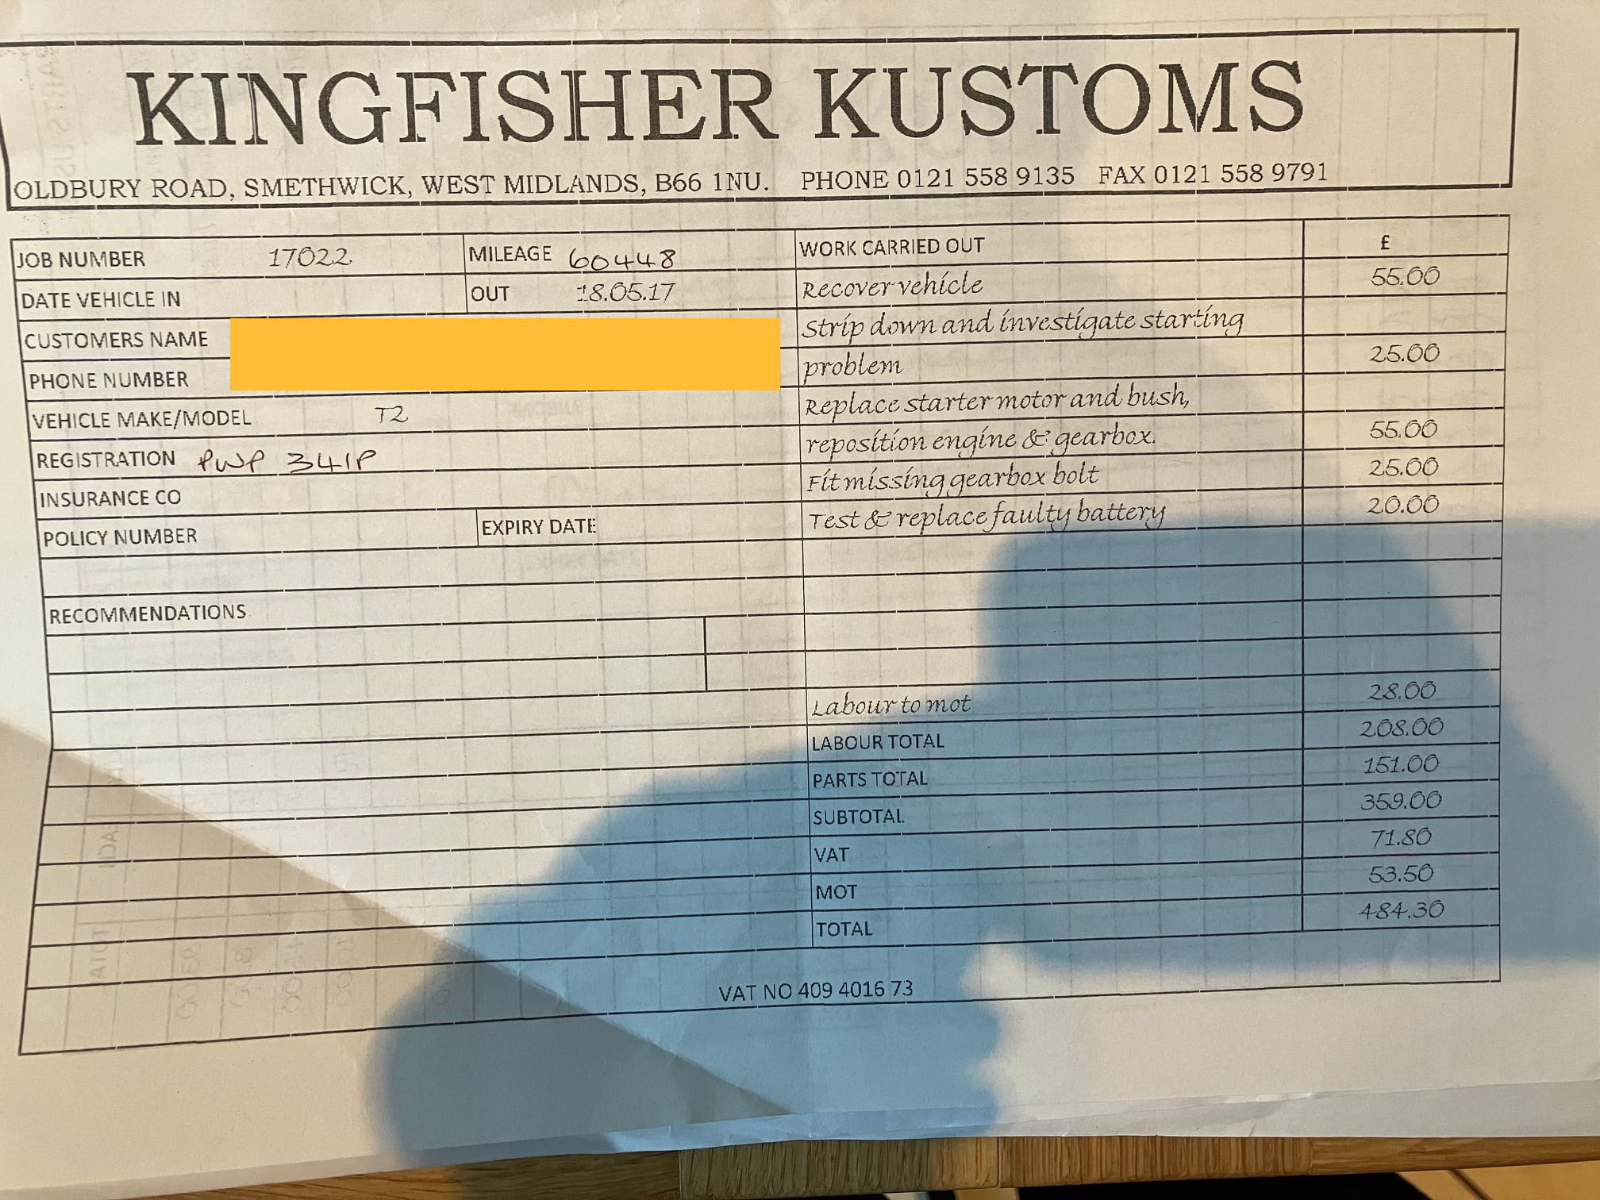 KINGFISHER KUSTOMS
OLDBURY ROAD, SMETHWICK, WEST MIDLANDS, B66 1NU. PHONE 0121 558 9135 FAX 0121 558 9791
JOB NUMBER 17022
MILEAGE 60448
DATE VEHICLE IN
OUT 18.05.17
CUSTOMERS NAME
PHONE NUMBER
VEHICLE MAKE/MODEL T2
REGISTRATION PWP 341P
INSURANCE CO
POLICY NUMBER
EXPIRY DATE
RECOMMENDATIONS
WORK CARRIED OUT £
Recover vehicle 55.00
Strip down and investigate starting
problem 25.00
Replace starter motor and bush,
reposition engine & gearbox. 55.00
Fit missing gearbox bolt 25.00
Test & replace faulty battery 20.00
Labour to mot 28.00
LABOUR TOTAL 208.00
PARTS TOTAL 151.00
SUBTOTAL 359.00
VAT 71.80
MOT 53.50
TOTAL 484.30
VAT NO 409 4016 73